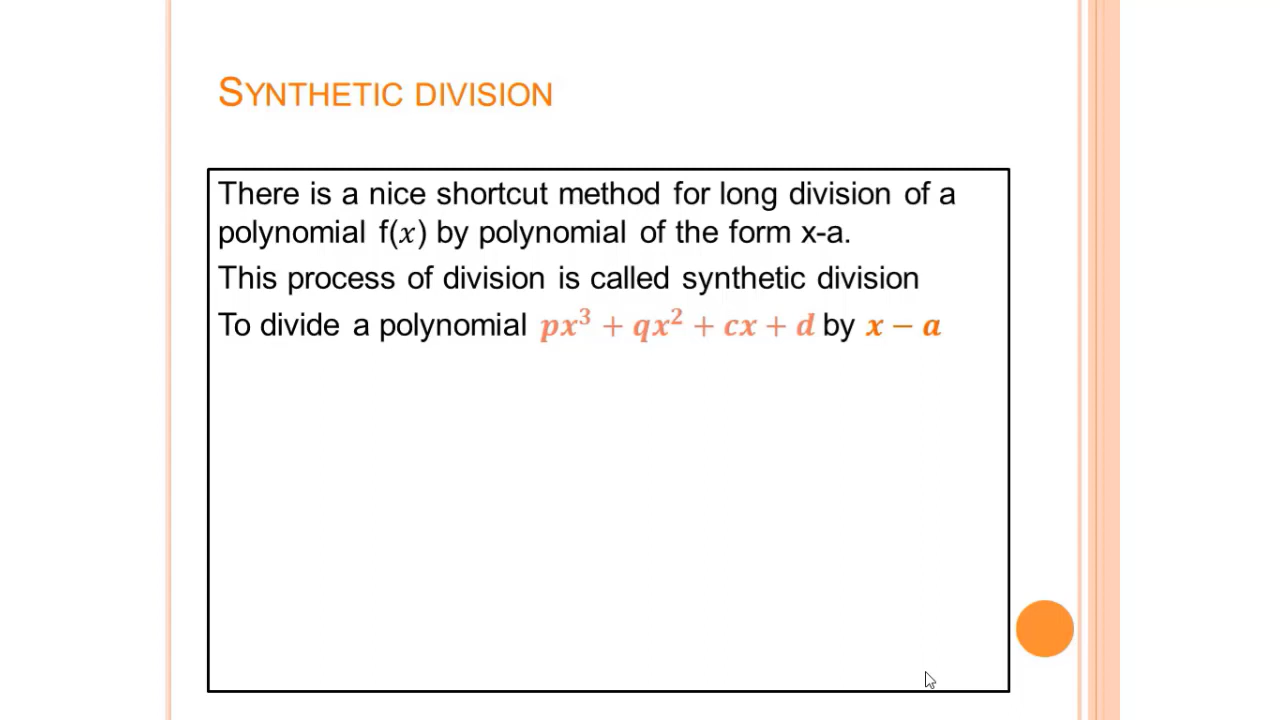 SYNTHETIC DIVISION
There is a nice shortcut method for long division of a
polynomial f(𝑥) by polynomial of the form x-a.
This process of division is called synthetic division
To divide a polynomial 𝒑𝒙³ + 𝒒𝒙² + 𝒄𝒙 + 𝒅 by 𝒙 − 𝒂